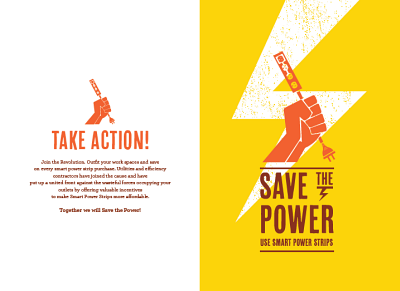 TAKE ACTION!
Join the Revolution. Outfit your work spaces and save
on every smart power strip purchase. Utilities and efficiency
contractors have joined the cause and have
put up a united front against the wasteful forces occupying your
outlets by offering valuable incentives
to make Smart Power Strips more affordable.
Together we will Save the Power!
SAVE THE
POWER
USE SMART POWER STRIPS